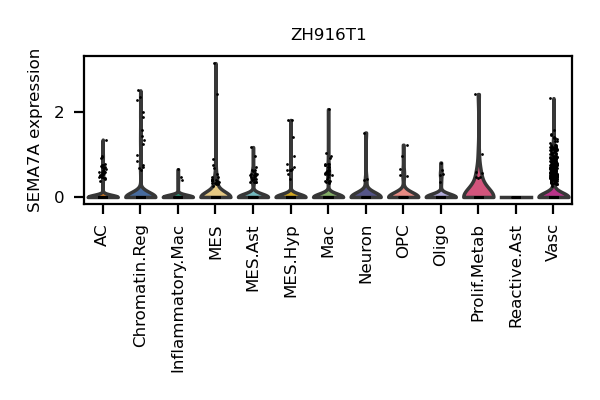 ZH916T1
SEMA7A expression
2
0
AC
Chromatin.Reg
Inflammatory.Mac
MES
MES.Ast
MES.Hyp
Mac
Neuron
OPC
Oligo
Prolif.Metab
Reactive.Ast
Vasc